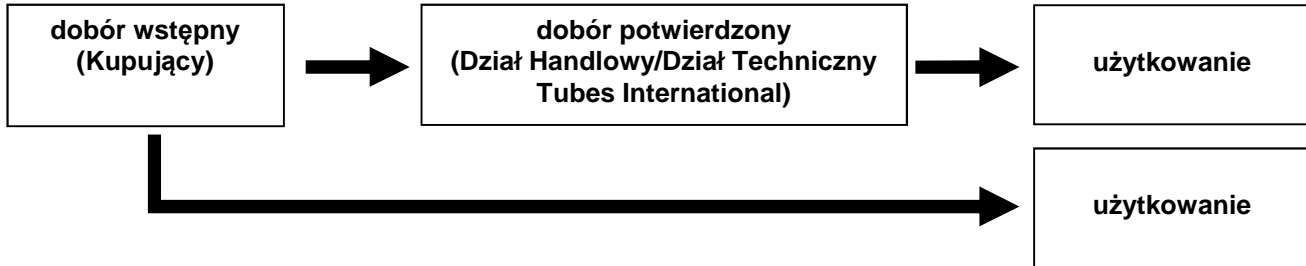 dobór wstępny
(Kupujący)
dobór potwierdzony
(Dział Handlowy/Dział Techniczny
Tubes International)
użytkowanie
użytkowanie